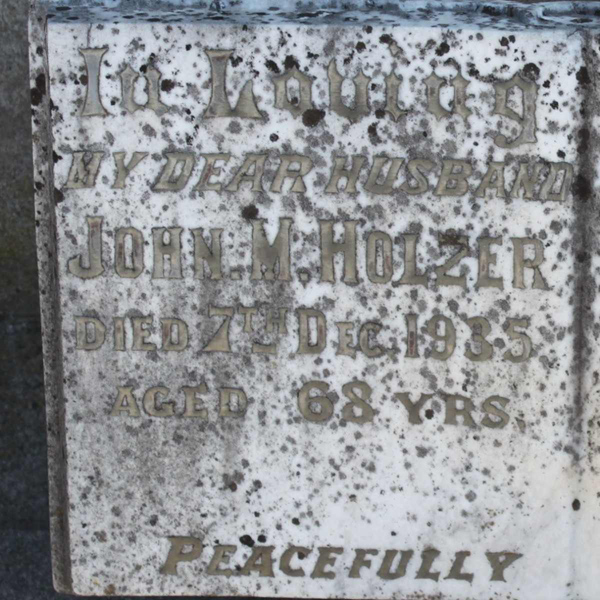 In Loving
MY DEAR HUSBAND
JOHN. M. HOLZER
DIED 7TH DEC. 1935
AGED 68 YRS.
PEACEFULLY